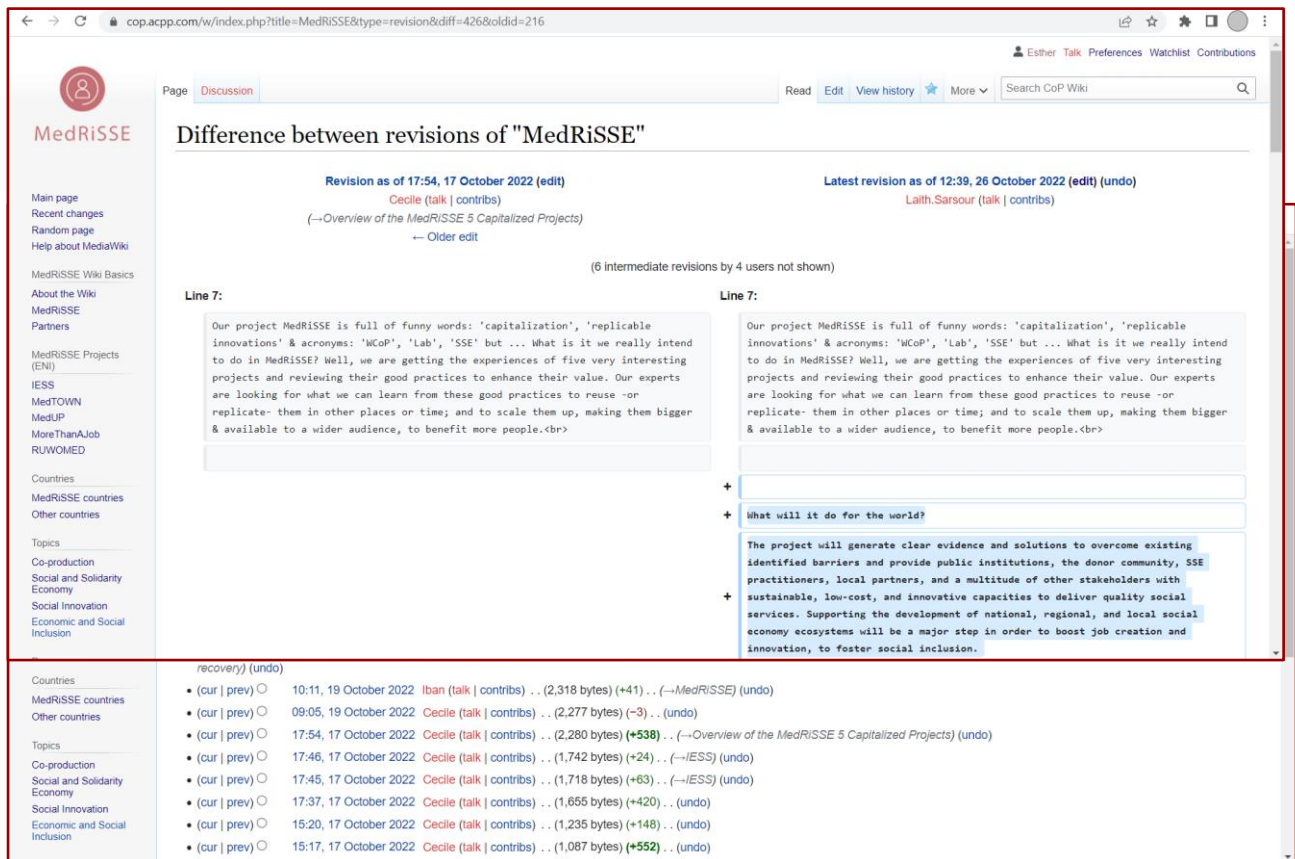 cop.acpp.com/w/index.php?title=MedRiSSE&type=revision&diff=426&oldid=216
Esther Talk Preferences Watchlist Contributions
MedRiSSE
Page Discussion
Read Edit View history More Search CoP Wiki
Difference between revisions of "MedRiSSE"
Revision as of 17:54, 17 October 2022 (edit)
Cecile (talk | contribs)
(→Overview of the MedRiSSE 5 Capitalized Projects)
← Older edit
Latest revision as of 12:39, 26 October 2022 (edit) (undo)
Laith.Sarsour (talk | contribs)
(6 intermediate revisions by 4 users not shown)
Main page
Recent changes
Random page
Help about MediaWiki
MedRiSSE Wiki Basics
About the Wiki
MedRiSSE
Partners
MedRiSSE Projects
(ENI)
IESS
MedTOWN
MedUP
MoreThanAJob
RUWOMED
Countries
MedRiSSE countries
Other countries
Topics
Co-production
Social and Solidarity
Economy
Social Innovation
Economic and Social
Inclusion
Line 7:
Our project MedRiSSE is full of funny words: 'capitalization', 'replicable
innovations' & acronyms: 'WCoP', 'Lab', 'SSE' but ... What is it we really intend
to do in MedRiSSE? Well, we are getting the experiences of five very interesting
projects and reviewing their good practices to enhance their value. Our experts
are looking for what we can learn from these good practices to reuse -or
replicate- them in other places or time; and to scale them up, making them bigger
& available to a wider audience, to benefit more people.<br>
Line 7:
Our project MedRiSSE is full of funny words: 'capitalization', 'replicable
innovations' & acronyms: 'WCoP', 'Lab', 'SSE' but ... What is it we really intend
to do in MedRiSSE? Well, we are getting the experiences of five very interesting
projects and reviewing their good practices to enhance their value. Our experts
are looking for what we can learn from these good practices to reuse -or
replicate- them in other places or time; and to scale them up, making them bigger
& available to a wider audience, to benefit more people.<br>
+
+ What will it do for the world?
The project will generate clear evidence and solutions to overcome existing
identified barriers and provide public institutions, the donor community, SSE
practitioners, local partners, and a multitude of other stakeholders with
+ sustainable, low-cost, and innovative capacities to deliver quality social
services. Supporting the development of national, regional, and local social
economy ecosystems will be a major step in order to boost job creation and
innovation, to foster social inclusion.
Countries
MedRiSSE countries
Other countries
Topics
Co-production
Social and Solidarity
Economy
Social Innovation
Economic and Social
Inclusion
recovery) (undo)
• (cur | prev) 10:11, 19 October 2022 Iban (talk | contribs) . . (2,318 bytes) (+41) . . (→MedRiSSE) (undo)
• (cur | prev) 09:05, 19 October 2022 Cecile (talk | contribs) . . (2,277 bytes) (−3) . . (undo)
• (cur | prev) 17:54, 17 October 2022 Cecile (talk | contribs) . . (2,280 bytes) (+538) . . (→Overview of the MedRiSSE 5 Capitalized Projects) (undo)
• (cur | prev) 17:46, 17 October 2022 Cecile (talk | contribs) . . (1,742 bytes) (+24) . . (→IESS) (undo)
• (cur | prev) 17:45, 17 October 2022 Cecile (talk | contribs) . . (1,718 bytes) (+63) . . (→IESS) (undo)
• (cur | prev) 17:37, 17 October 2022 Cecile (talk | contribs) . . (1,655 bytes) (+420) . . (undo)
• (cur | prev) 15:20, 17 October 2022 Cecile (talk | contribs) . . (1,235 bytes) (+148) . . (undo)
• (cur | prev) 15:17, 17 October 2022 Cecile (talk | contribs) . . (1,087 bytes) (+552) . . (undo)